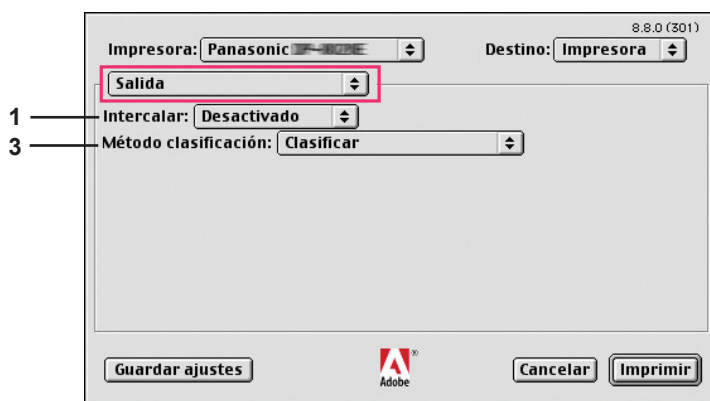 8.8.0 (301)
Impresora: Panasonic Destino: Impresora
Salida
1 Intercalar: Desactivado
3 Método clasificación: Clasificar
Guardar ajustes Adobe® Cancelar Imprimir